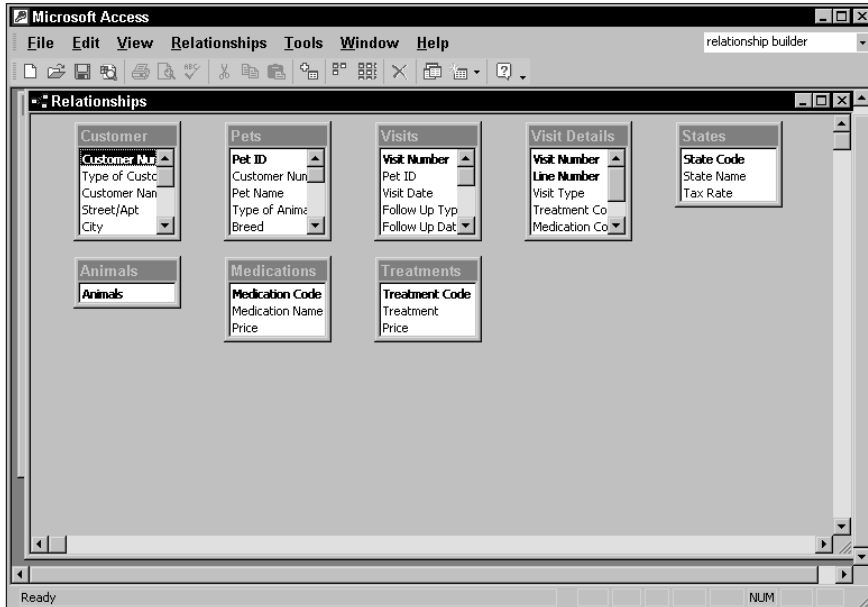 Microsoft Access
File Edit View Relationships Tools Window Help
relationship builder
Relationships
Customer
Customer Nur
Type of Custo
Customer Nan
Street/Apt
City
Pets
Pet ID
Customer Nun
Pet Name
Type of Anima
Breed
Visits
Visit Number
Pet ID
Visit Date
Follow Up Typ
Follow Up Dat
Visit Details
Visit Number
Line Number
Visit Type
Treatment Co
Medication Co
States
State Code
State Name
Tax Rate
Animals
Animals
Medications
Medication Code
Medication Name
Price
Treatments
Treatment Code
Treatment
Price
Ready
NUM